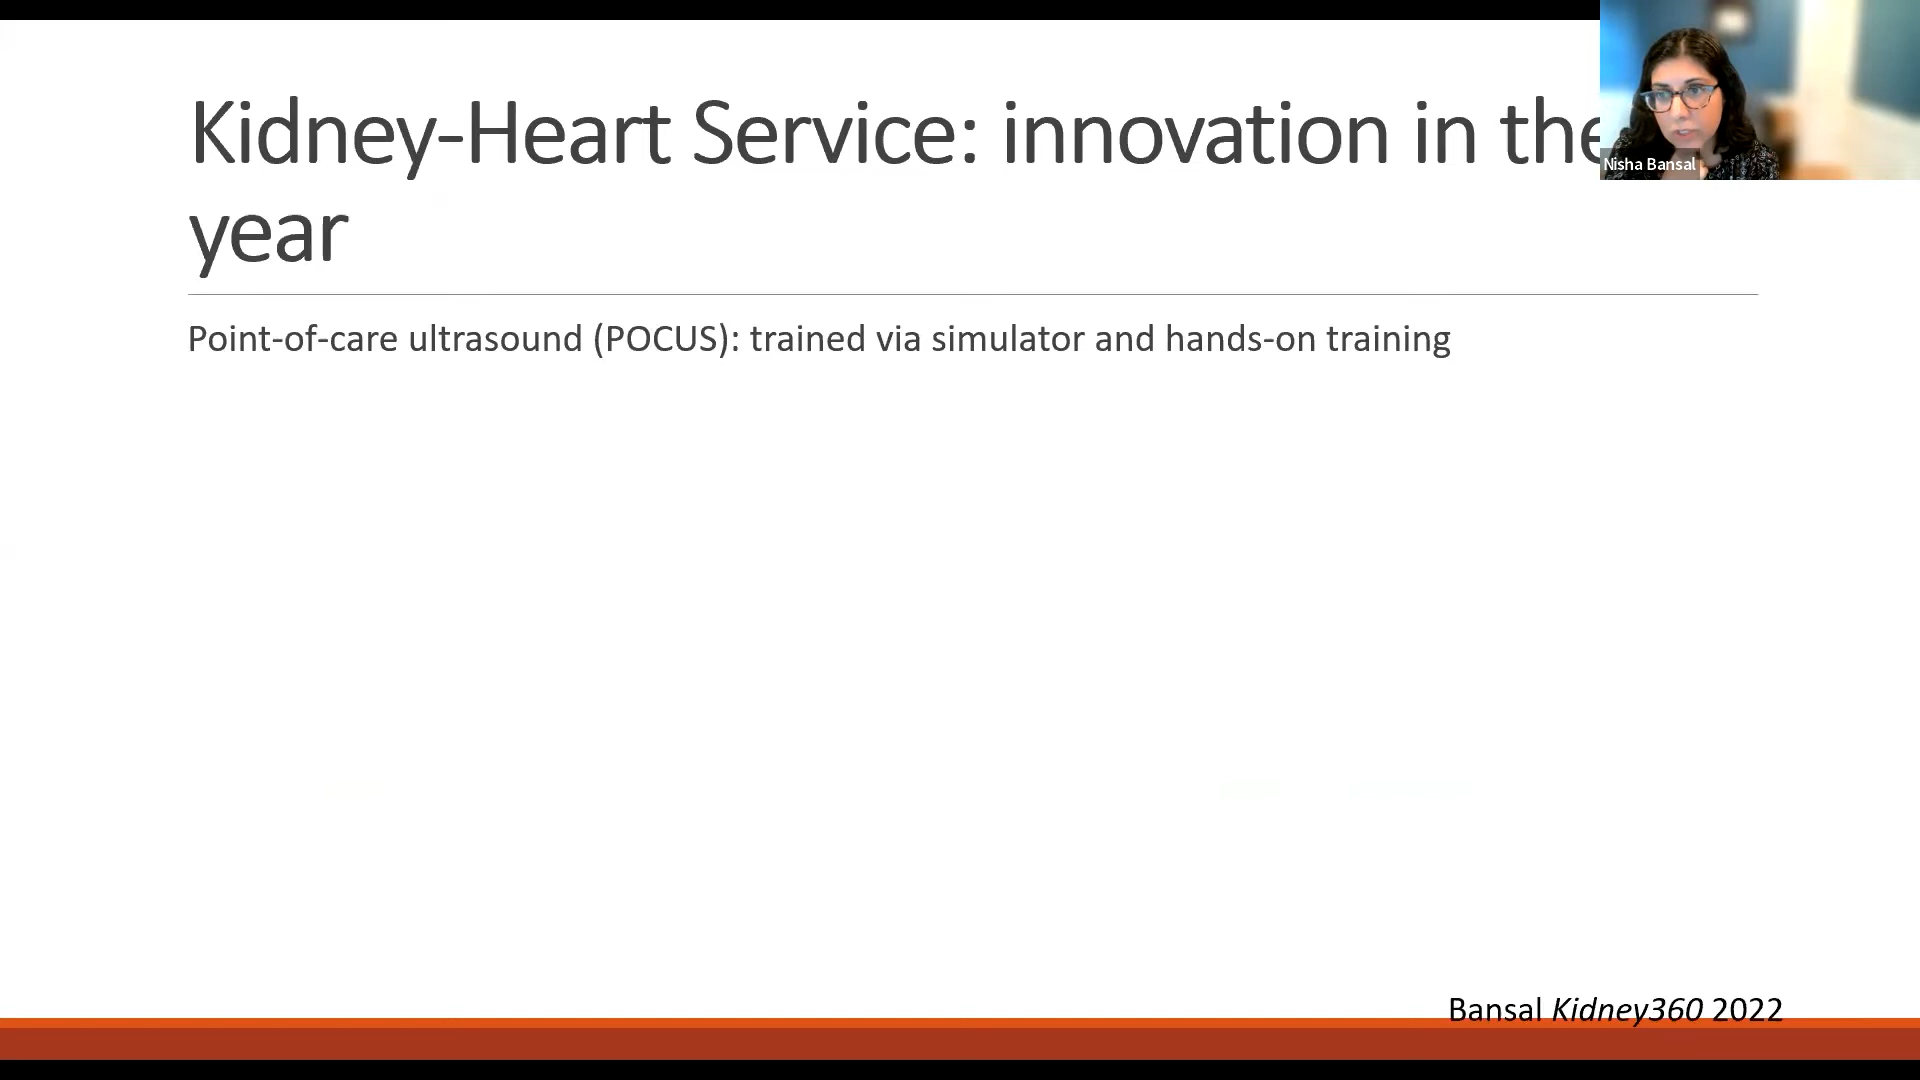 Kidney-Heart Service: innovation in the
year
Nisha Bansal
Point-of-care ultrasound (POCUS): trained via simulator and hands-on training
Bansal Kidney360 2022